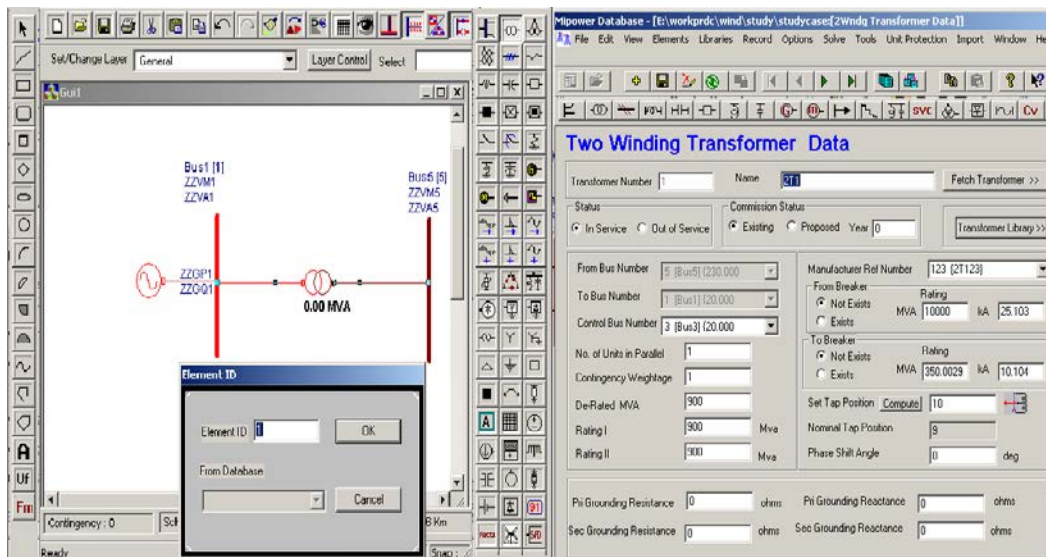 Set/Change Layer General Layer Control Select
Gui1
Bus1 [1]
ZZVM1
ZZVA1
Bus5 [5]
ZZVM5
ZZVA5
ZZGP1
ZZGQ1
0.00 MVA
Element ID
Element ID 1 OK
From Database
Cancel
Contingency : 0
Ready
Snap :
A
Uf
Fm
Mipower Database - [E:\workprdc\wind\study\studycase:[2Wndg Transformer Data]]
File Edit View Elements Libraries Record Options Solve Tools Unit Protection Import Window He
SVC Cv
Two Winding Transformer Data
Transformer Number 1 Name 2T1 Fetch Transformer >>
Status
In Service Out of Service
Commission Status
Existing Proposed Year 0
Transformer Library >>
From Bus Number 5 [Bus5] (230.000
To Bus Number 1 [Bus1] (20.000
Control Bus Number 3 [Bus3] (20.000
No. of Units in Parallel 1
Contingency Weightage 1
De-Rated MVA 900
Rating I 900 Mva
Rating II 900 Mva
Manufacturer Ref Number 123 [2T123]
From Breaker
Not Exists
Exists
Rating
MVA 10000 kA 25.103
To Breaker
Not Exists
Exists
Rating
MVA 350.0029 kA 10.104
Set Tap Position Compute 10
Nominal Tap Position 9
Phase Shift Angle 0 deg
Pri Grounding Resistance 0 ohms Pri Grounding Reactance 0 ohms
Sec Grounding Resistance 0 ohms Sec Grounding Reactance 0 ohms